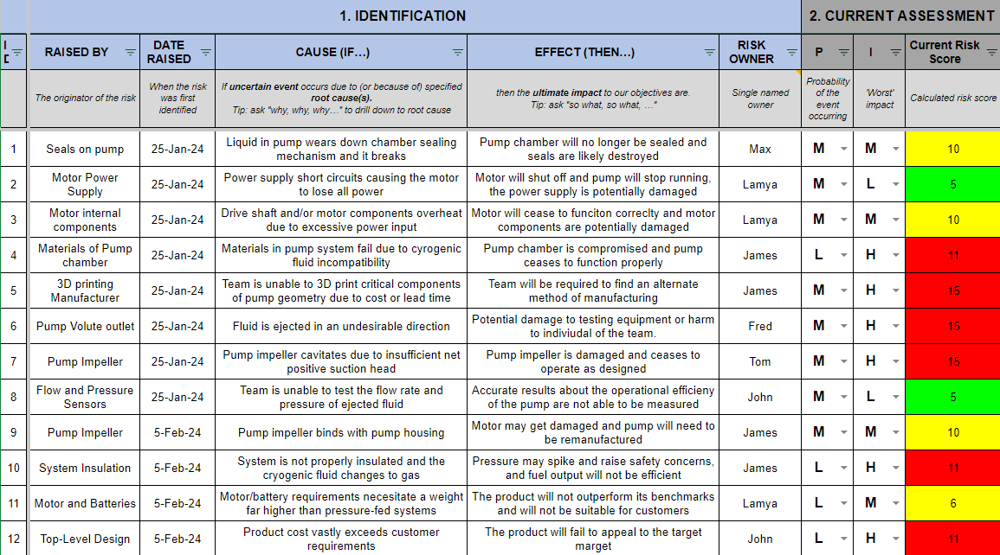 1. IDENTIFICATION
2. CURRENT ASSESSMENT
I
D
RAISED BY
DATE
RAISED
CAUSE (IF...)
EFFECT (THEN...)
RISK
OWNER
P
I
Current Risk
Score
The originator of the risk
When the risk
was first
identified
If uncertain event occurs due to (or because of) specified
root cause(s).
Tip: ask "why, why, why…" to drill down to root cause
then the ultimate impact to our objectives are.
Tip: ask "so what, so what, …"
Single named
owner
Probability
of the
event
occurring
'Worst'
impact
Calculated risk score
1
Seals on pump
25-Jan-24
Liquid in pump wears down chamber sealing
mechanism and it breaks
Pump chamber will no longer be sealed and
seals are likely destroyed
Max
M
M
10
2
Motor Power
Supply
25-Jan-24
Power supply short circuits causing the motor
to lose all power
Motor will shut off and pump will stop running,
the power supply is potentially damaged
Lamya
M
L
5
3
Motor internal
components
25-Jan-24
Drive shaft and/or motor components overheat
due to excessive power input
Motor will cease to funciton correclty and motor
components are potentially damaged
Lamya
M
M
10
4
Materials of Pump
chamber
25-Jan-24
Materials in pump system fail due to cyrogenic
fluid incompatibility
Pump chamber is compromised and pump
ceases to function properly
James
L
H
11
5
3D printing
Manufacturer
25-Jan-24
Team is unable to 3D print critical components
of pump geometry due to cost or lead time
Team will be required to find an alternate
method of manufacturing
James
M
H
15
6
Pump Volute outlet
25-Jan-24
Fluid is ejected in an undesirable direction
Potential damage to testing equipment or harm
to indiviudal of the team.
Fred
M
H
15
7
Pump Impeller
25-Jan-24
Pump impeller cavitates due to insufficient net
positive suction head
Pump impeller is damaged and ceases to
operate as designed
Tom
M
H
15
8
Flow and Pressure
Sensors
25-Jan-24
Team is unable to test the flow rate and
pressure of ejected fluid
Accurate results about the operational efficieny
of the pump are not able to be measured
John
M
L
5
9
Pump Impeller
5-Feb-24
Pump impeller binds with pump housing
Motor may get damaged and pump will need to
be remanufactured
James
M
M
10
10
System Insulation
5-Feb-24
System is not properly insulated and the
cryogenic fluid changes to gas
Pressure may spike and raise safety concerns,
and fuel output will not be efficient
James
L
H
11
11
Motor and Batteries
5-Feb-24
Motor/battery requirements necesitate a weight
far higher than pressure-fed systems
The product will not outperform its benchmarks
and will not be suitable for customers
Lamya
L
M
6
12
Top-Level Design
5-Feb-24
Product cost vastly exceeds customer
requirements
The product will fail to appeal to the target
marget
John
L
H
11